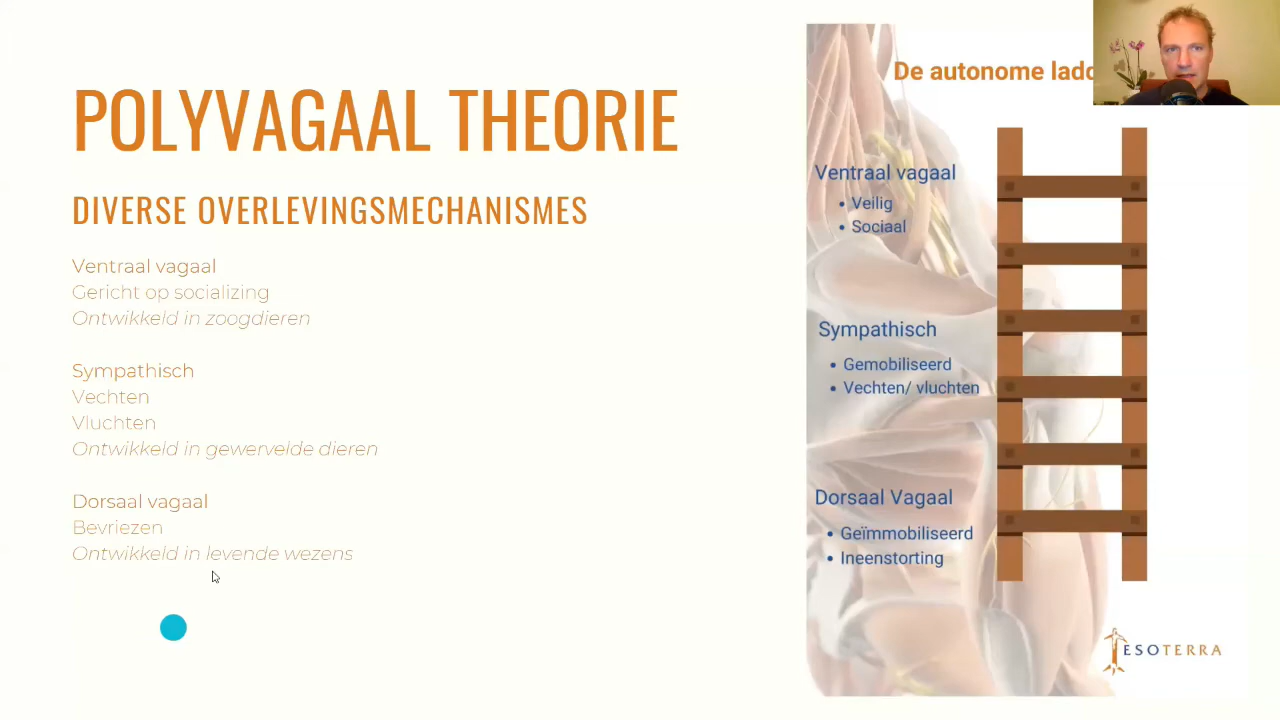 POLYVAGAAL THEORIE
DIVERSE OVERLEVINGSMECHANISMES
Ventraal vagaal
Gericht op socializing
Ontwikkeld in zoogdieren
Sympathisch
Vechten
Vluchten
Ontwikkeld in gewervelde dieren
Dorsaal vagaal
Bevriezen
Ontwikkeld in levende wezens
De autonome
Ventraal vagaal
• Veilig
• Sociaal
Sympathisch
• Gemobiliseerd
• Vechten/ vluchten
Dorsaal Vagaal
• Geïmmobiliseerd
• Ineenstorting
ESOTERRA